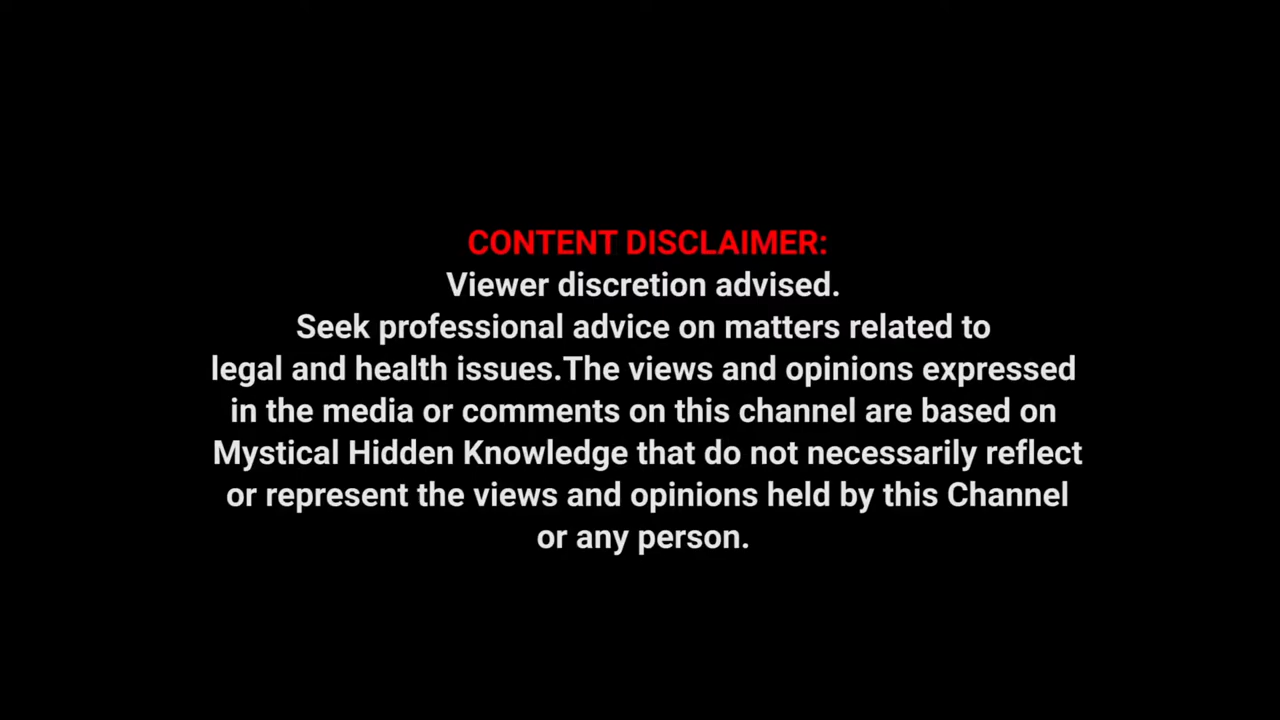 CONTENT DISCLAIMER:
Viewer discretion advised.
Seek professional advice on matters related to
legal and health issues.The views and opinions expressed
in the media or comments on this channel are based on
Mystical Hidden Knowledge that do not necessarily reflect
or represent the views and opinions held by this Channel
or any person.